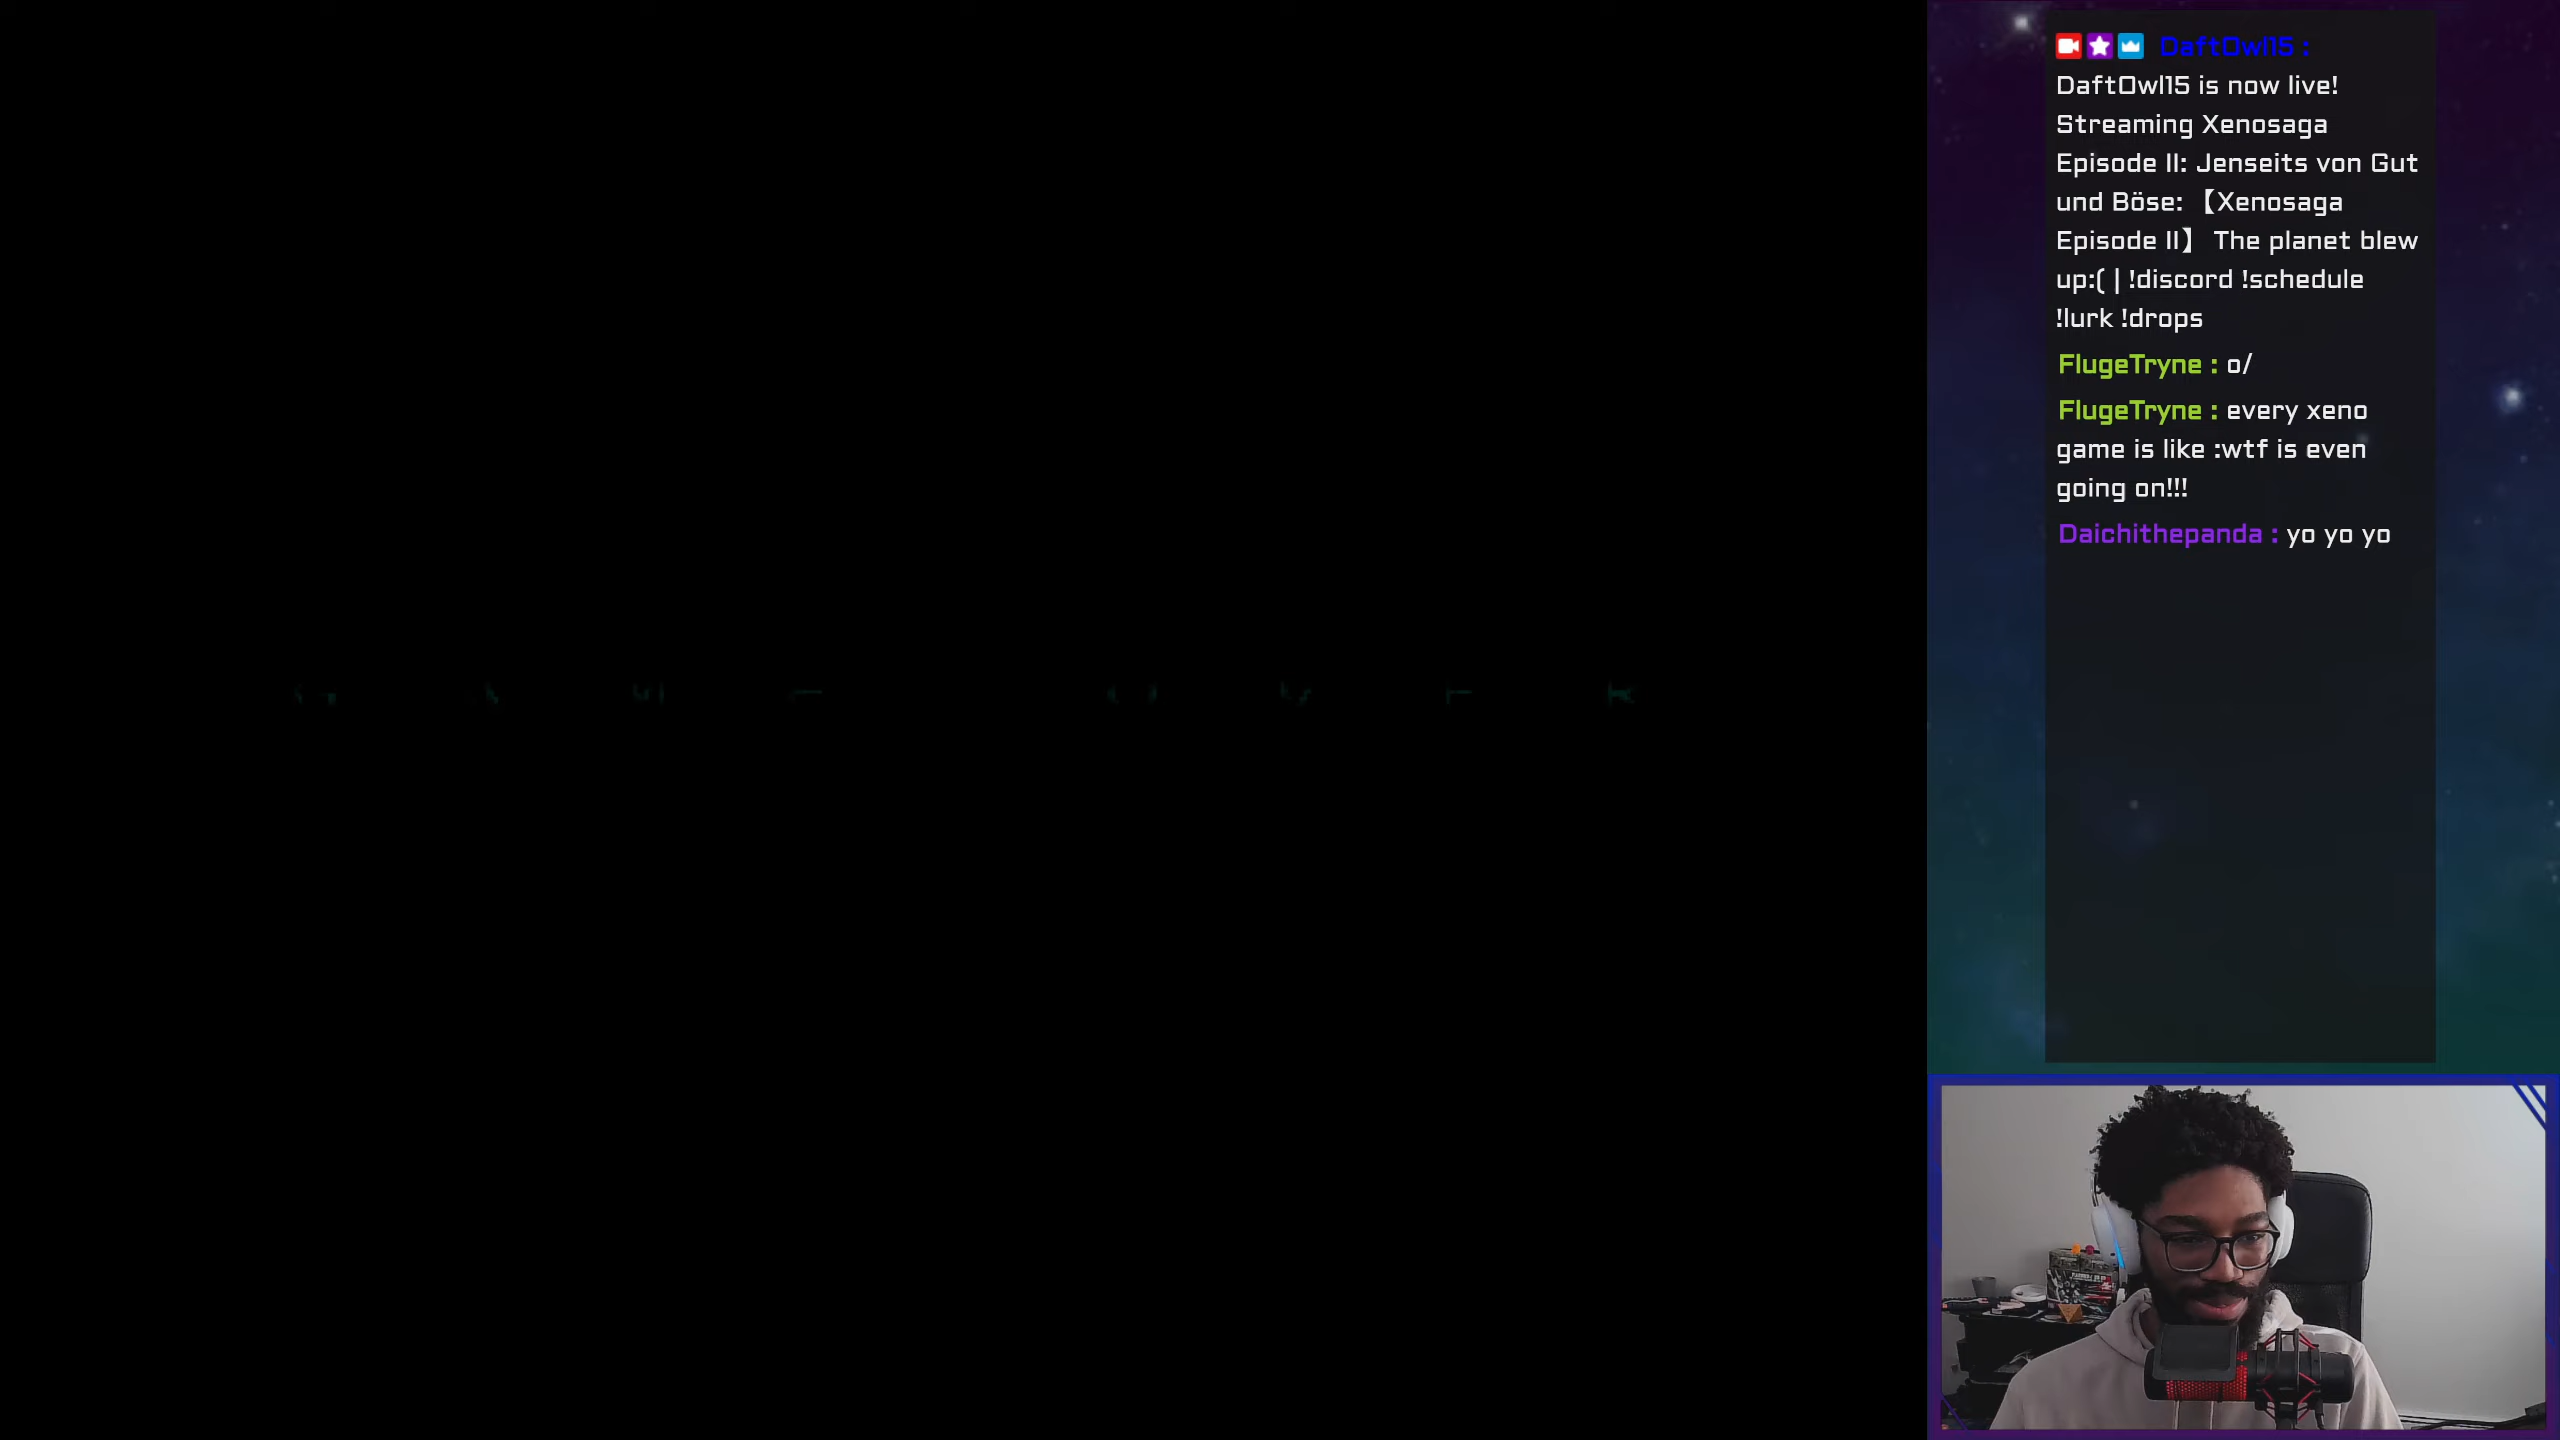 DaftOwl15 :
DaftOwl15 is now live!
Streaming Xenosaga
Episode II: Jenseits von Gut
und Böse: 【Xenosaga
Episode II】 The planet blew
up:( | !discord !schedule
!lurk !drops
FlugeTryne : o/
FlugeTryne : every xeno
game is like :wtf is even
going on!!!
Daichithepanda : yo yo yo